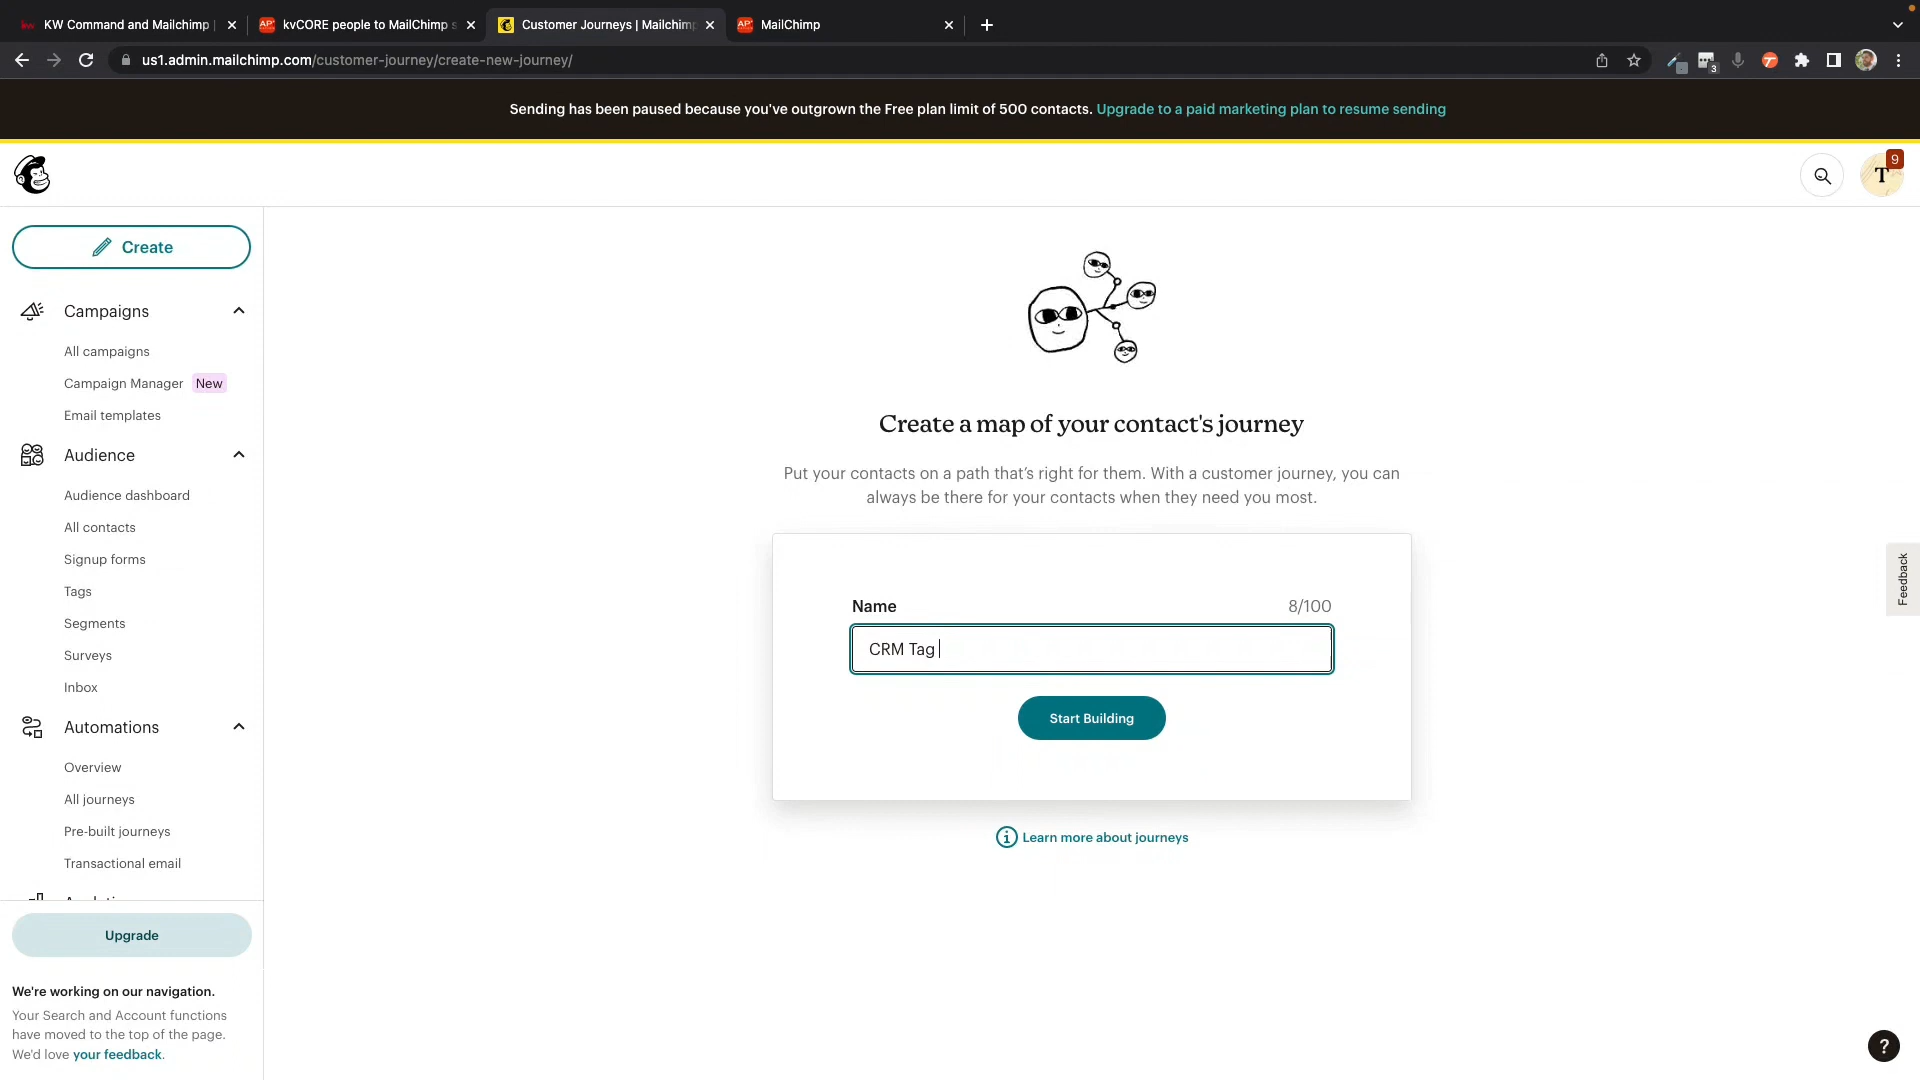 KW Command and Mailchimp
kvCORE people to MailChimp s
Customer Journeys | Mailchimp
MailChimp
us1.admin.mailchimp.com/customer-journey/create-new-journey/
3
Sending has been paused because you've outgrown the Free plan limit of 500 contacts. Upgrade to a paid marketing plan to resume sending
T
9
Create
Campaigns
All campaigns
Campaign Manager New
Email templates
Audience
Audience dashboard
All contacts
Signup forms
Tags
Segments
Surveys
Inbox
Automations
Overview
All journeys
Pre-built journeys
Transactional email
Upgrade
We're working on our navigation.
Your Search and Account functions
have moved to the top of the page.
We'd love your feedback.
Create a map of your contact's journey
Put your contacts on a path that's right for them. With a customer journey, you can
always be there for your contacts when they need you most.
Name 8/100
CRM Tag
Start Building
Learn more about journeys
Feedback
?